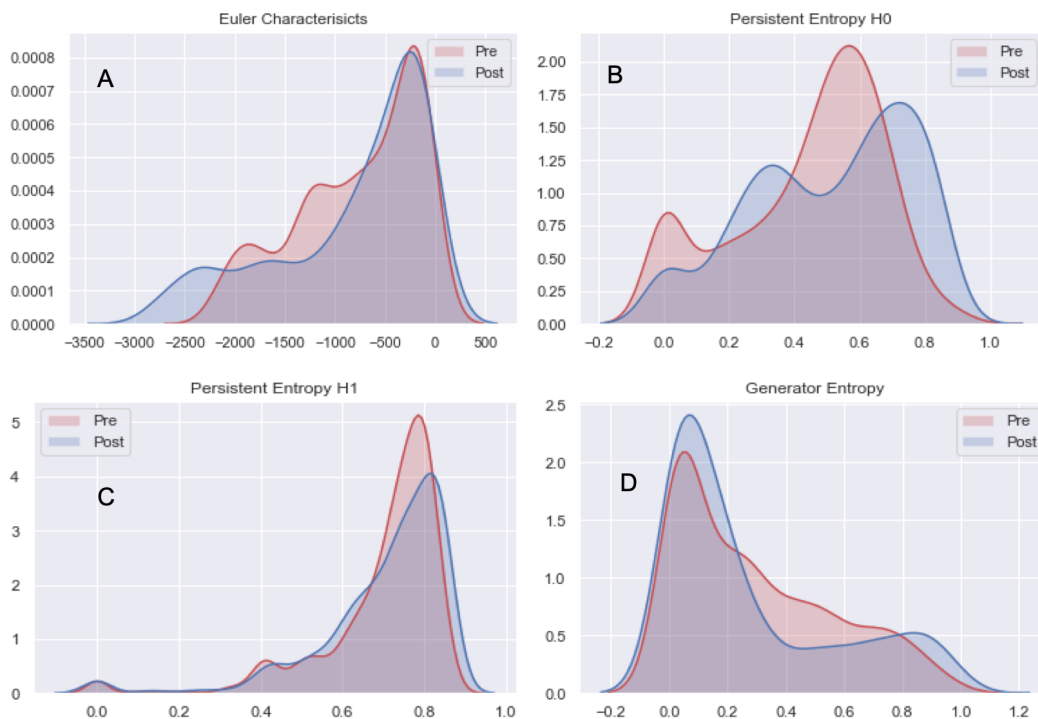 Euler Characterisicts
A
Pre
Post
0.0008
0.0007
0.0006
0.0005
0.0004
0.0003
0.0002
0.0001
0.0000
−3500 −3000 −2500 −2000 −1500 −1000 −500 0 500
Persistent Entropy H0
B
Pre
Post
2.00
1.75
1.50
1.25
1.00
0.75
0.50
0.25
0.00
−0.2 0.0 0.2 0.4 0.6 0.8 1.0
Persistent Entropy H1
Pre
Post
C
5
4
3
2
1
0
0.0 0.2 0.4 0.6 0.8 1.0
Generator Entropy
D
Pre
Post
2.5
2.0
1.5
1.0
0.5
0.0
−0.2 0.0 0.2 0.4 0.6 0.8 1.0 1.2